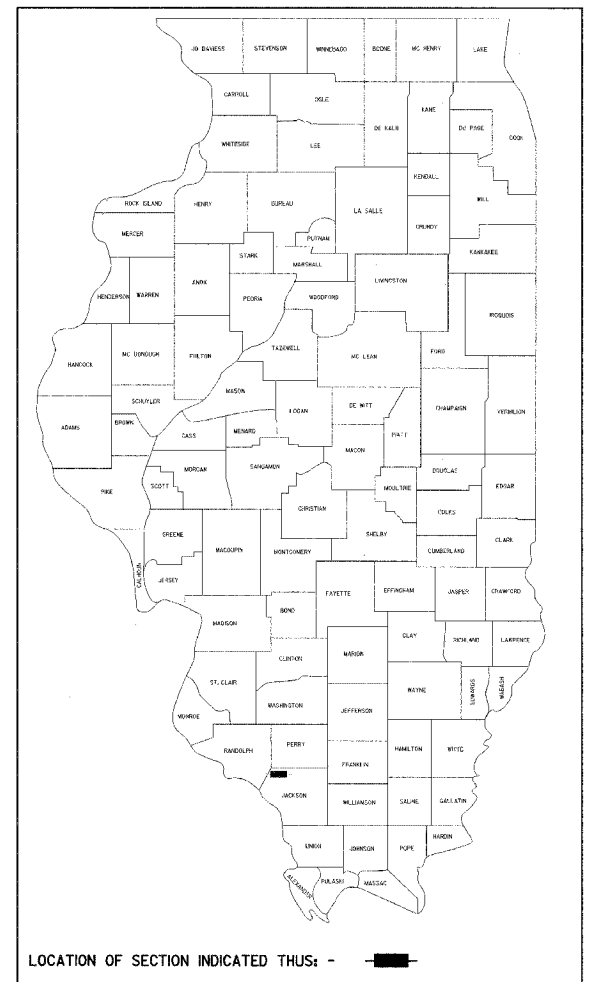 JO DAVIESS STEVENSON WINNEBAGO BOONE MC HENRY LAKE
CARROLL OGLE KANE
DE KALB DU PAGE COOK
WHITESIDE LEE
KENDALL
ROCK ISLAND HENRY BUREAU LA SALLE WILL
MERCER PUTNAM GRUNDY
STARK KANKAKEE
MARSHALL
HENDERSON WARREN KNOX PEORIA WOODFORD LIVINGSTON
IROQUOIS
HANCOCK MC DONOUGH FULTON TAZEWELL MC LEAN FORD
MASON
SCHUYLER DE WITT
ADAMS BROWN LOGAN CHAMPAIGN VERMILION
CASS MENARD PIATT
MACON
MORGAN SANGAMON DOUGLAS
PIKE SCOTT MOULTRIE EDGAR
CHRISTIAN COLES
GREENE SHELBY
MACOUPIN MONTGOMERY CUMBERLAND CLARK
CALHOUN JERSEY
FAYETTE EFFINGHAM JASPER CRAWFORD
BOND
MADISON
CLAY RICHLAND LAWRENCE
CLINTON MARION
ST. CLAIR WAYNE EDWARDS WABASH
WASHINGTON JEFFERSON
MONROE
RANDOLPH PERRY HAMILTON WHITE
FRANKLIN
JACKSON WILLIAMSON SALINE GALLATIN
HARDIN
UNION JOHNSON POPE
ALEXANDER PULASKI MASSAC
LOCATION OF SECTION INDICATED THUS: -